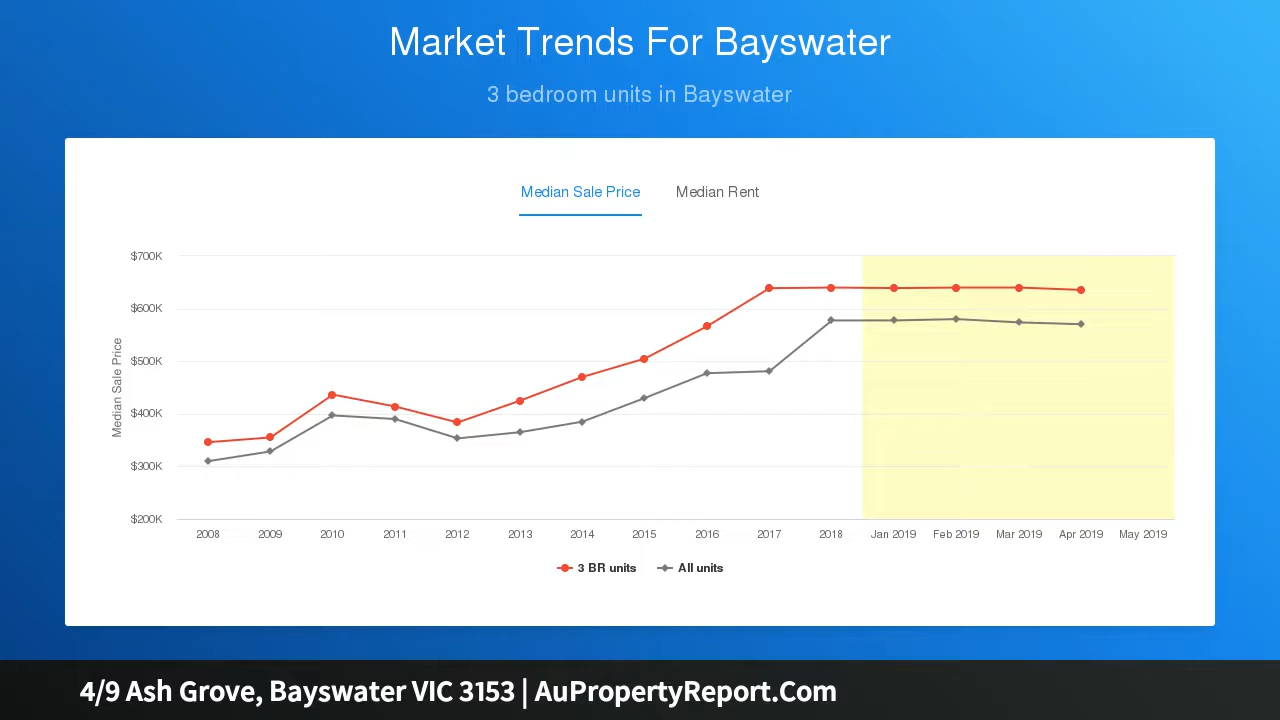 Market Trends For Bayswater
3 bedroom units in Bayswater
Median Sale Price Median Rent
Median Sale Price
$700K
$600K
$500K
$400K
$300K
$200K
2008 2009 2010 2011 2012 2013 2014 2015 2016 2017 2018 Jan 2019 Feb 2019 Mar 2019 Apr 2019 May 2019
3 BR units All units
4/9 Ash Grove, Bayswater VIC 3153 | AuPropertyReport.Com